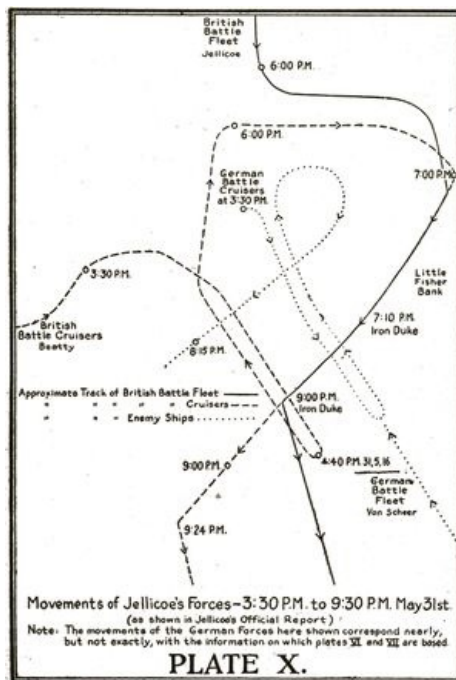 British
Battle
Fleet
Jellicoe
6:00 P.M.
6:00 P.M.
7:00 P.M.
German
Battle
Cruisers
at 3:30 P.M.
3:30 P.M.
Little
Fisher
Bank
British
Battle Cruisers
Beatty
7:10 P.M.
Iron Duke
8:15 P.M.
Approximate Track of British Battle Fleet
" " " " Cruisers
" " Enemy Ships
9:00 P.M.
Iron Duke
9:00 P.M.
4:40 P.M. 31,5,16
German
Battle
Fleet
Von Scheer
9:24 P.M.
Movements of Jellicoe's Forces~3:30 P.M. to 9:30 P.M. May 31st.
(as shown in Jellicoe's Official Report)
Note: The movements of the German Forces here shown correspond nearly,
but not exactly, with the information on which plates VI and VII are based.
PLATE X.